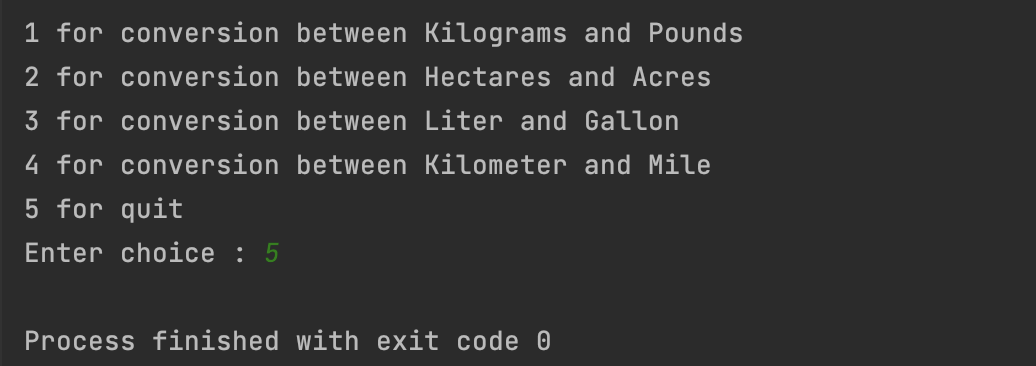 1 for conversion between Kilograms and Pounds
2 for conversion between Hectares and Acres
3 for conversion between Liter and Gallon
4 for conversion between Kilometer and Mile
5 for quit
Enter choice : 5
Process finished with exit code 0